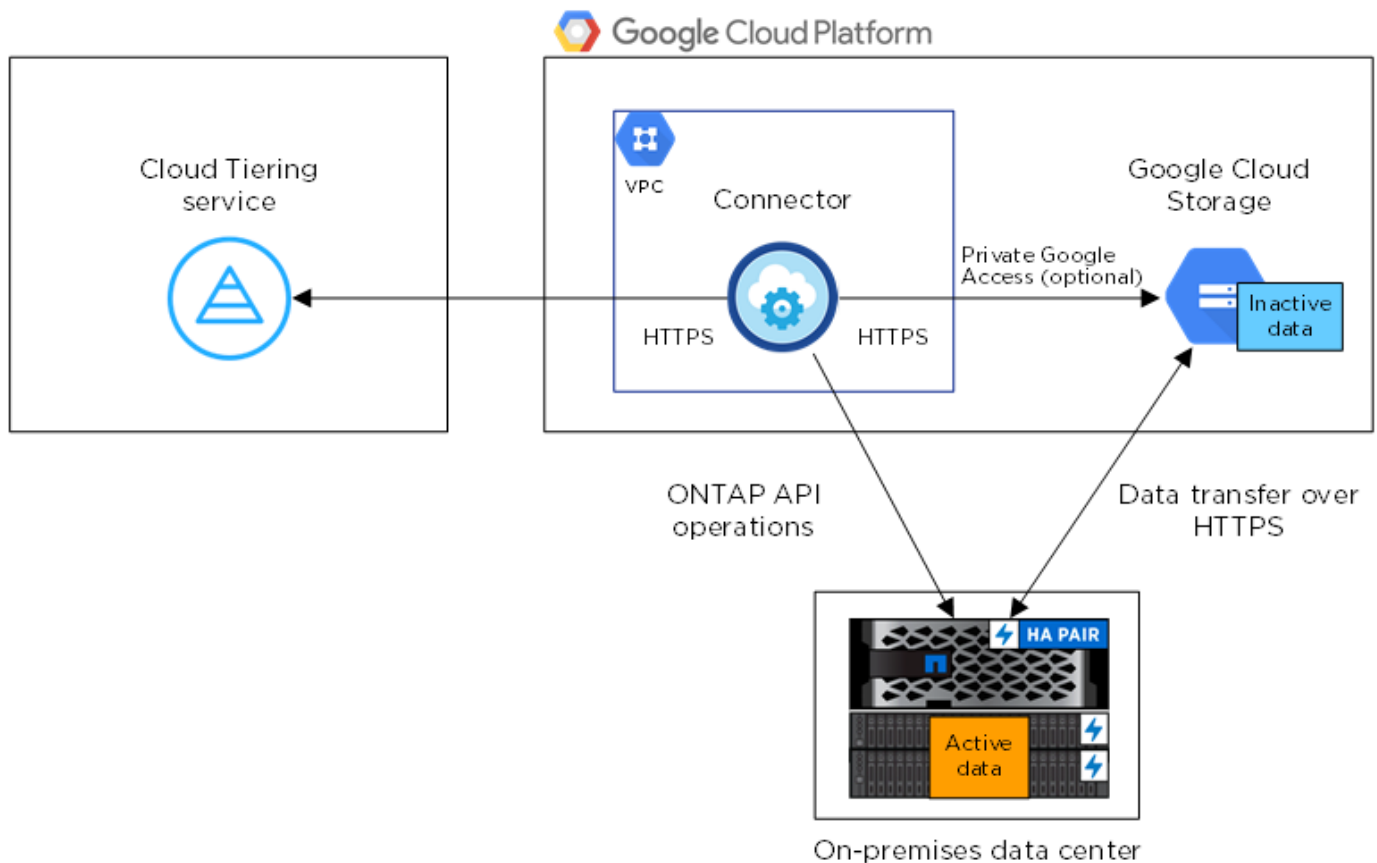 Google Cloud Platform
Cloud Tiering
service
VPC
Connector
Google Cloud
Storage
Private Google
Access (optional)
HTTPS
HTTPS
Inactive
data
ONTAP API
operations
Data transfer over
HTTPS
HA PAIR
Active
data
On-premises data center